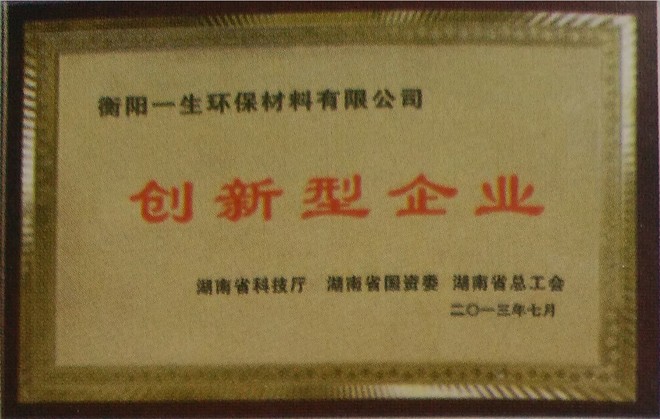 衡阳一生环保材料有限公司
创新型企业
湖南省科技厅 湖南省国资委 湖南省总工会
二〇一三年七月